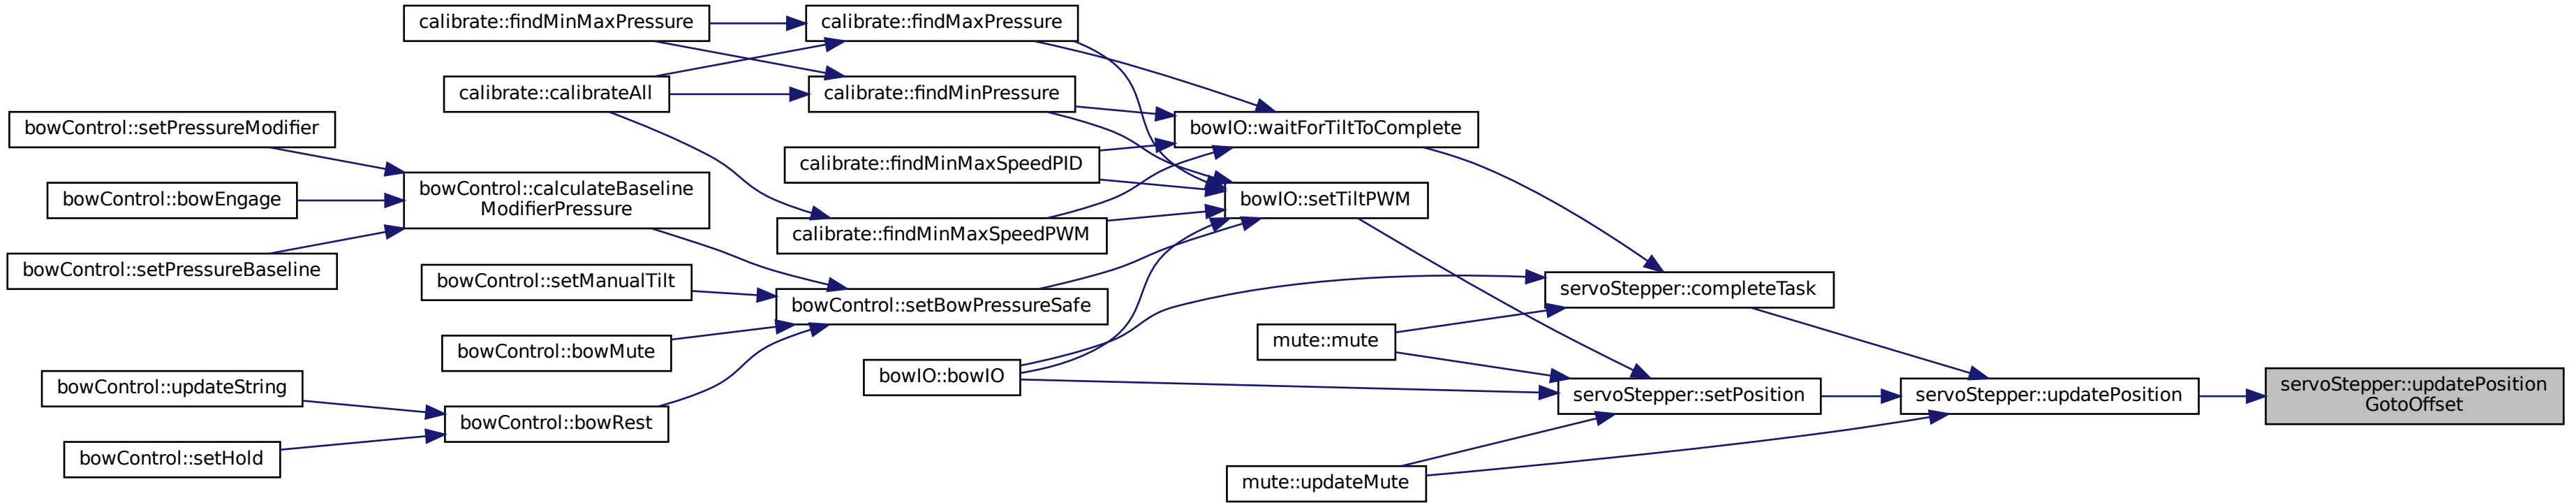 calibrate::findMinMaxPressure
calibrate::findMaxPressure
calibrate::calibrateAll
calibrate::findMinPressure
bowControl::setPressureModifier
bowIO::waitForTiltToComplete
calibrate::findMinMaxSpeedPID
bowControl::bowEngage
bowControl::calculateBaseline
ModifierPressure
bowIO::setTiltPWM
calibrate::findMinMaxSpeedPWM
bowControl::setPressureBaseline
bowControl::setManualTilt
servoStepper::completeTask
bowControl::setBowPressureSafe
mute::mute
bowControl::bowMute
bowIO::bowIO
bowControl::updateString
servoStepper::setPosition
servoStepper::updatePosition
servoStepper::updatePosition
GotoOffset
bowControl::bowRest
bowControl::setHold
mute::updateMute